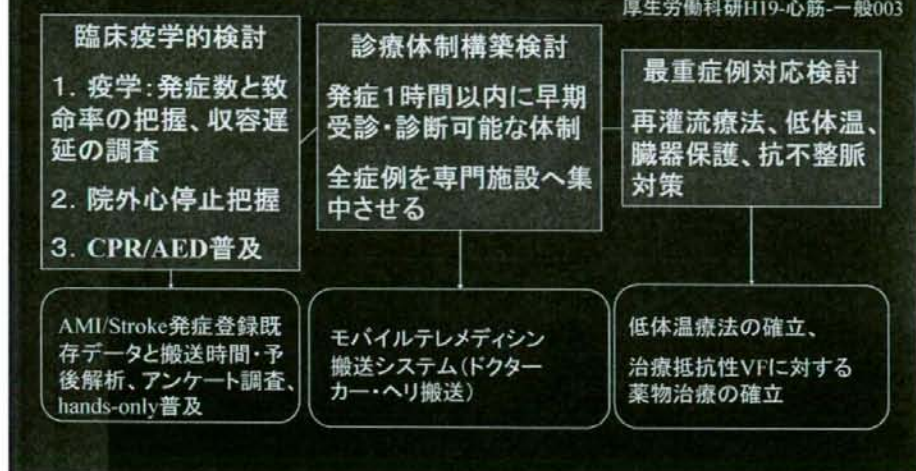 厚生労働科研H19-心筋-一般003
臨床疫学的検討
1. 疫学:発症数と致
命率の把握、収容遅
延の調査
2. 院外心停止把握
3. CPR/AED普及
診療体制構築検討
発症1時間以内に早期
受診・診断可能な体制
全症例を専門施設へ集
中させる
最重症例対応検討
再灌流療法、低体温、
臓器保護、抗不整脈
対策
AMI/Stroke発症登録既
存データと搬送時間・予
後解析、アンケート調査、
hands-only普及
モバイルテレメディシン
搬送システム(ドクター
カー・ヘリ搬送)
低体温療法の確立、
治療抵抗性VFに対する
薬物治療の確立